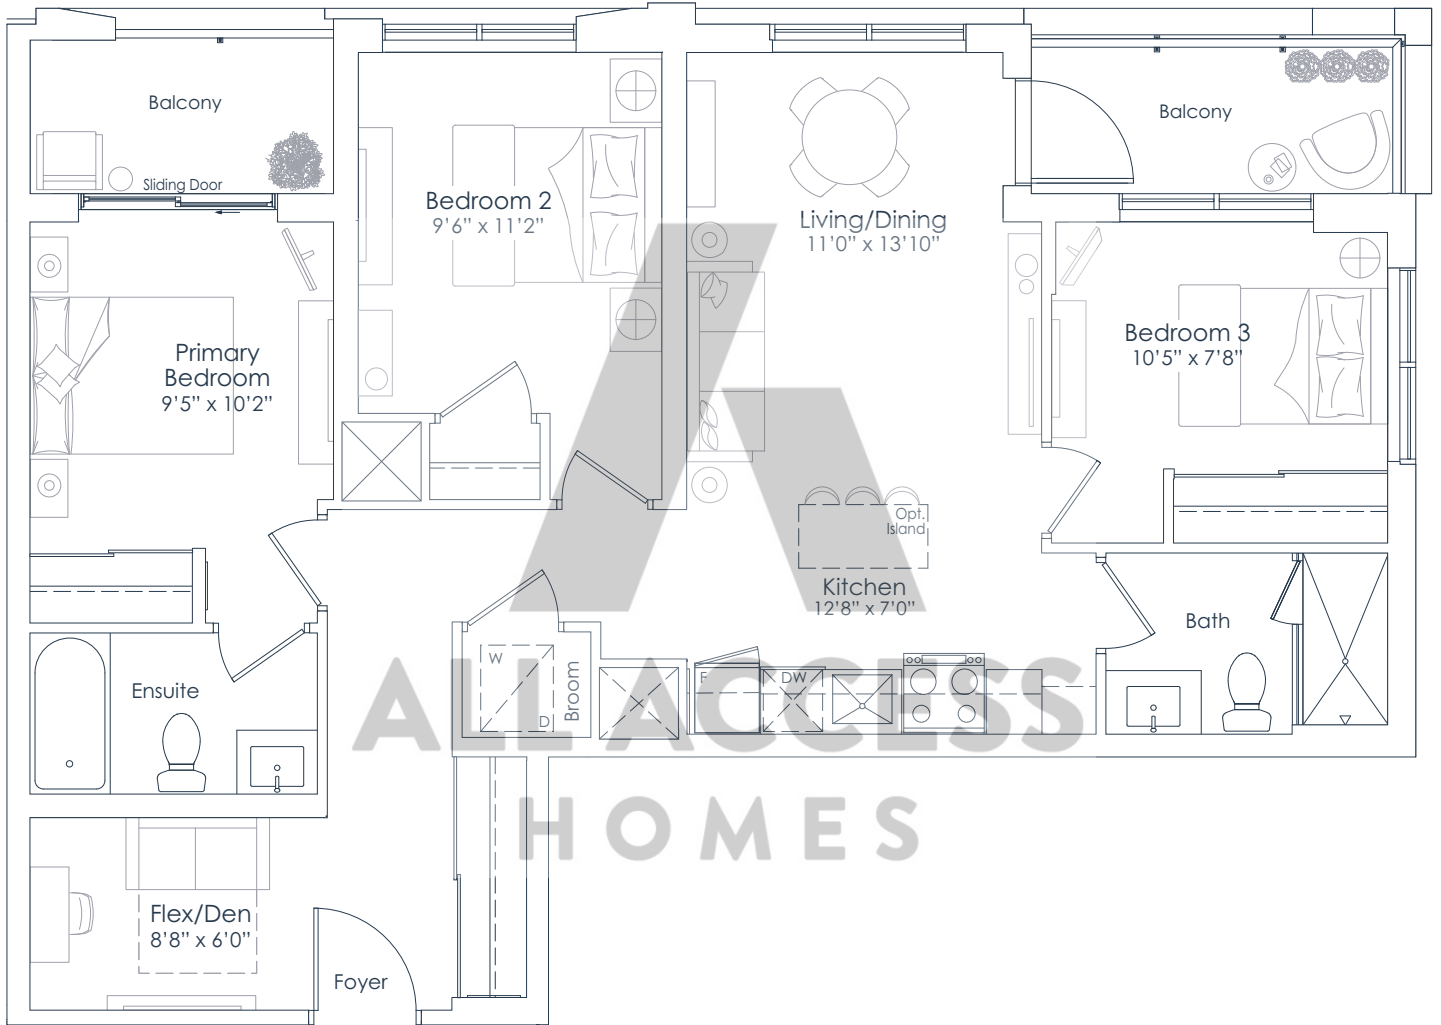 Balcony
Sliding Door
Balcony
Bedroom 2
9’6” x 11’2”
Living/Dining
11’0” x 13’10”
Primary
Bedroom
9’5” x 10’2”
Bedroom 3
10’5” x 7’8”
Opt.
Island
Kitchen
12’8” x 7’0”
Bath
Ensuite
W
D
Broom
F
DW
ALL ACCESS
HOMES
Flex/Den
8’8” x 6’0”
Foyer